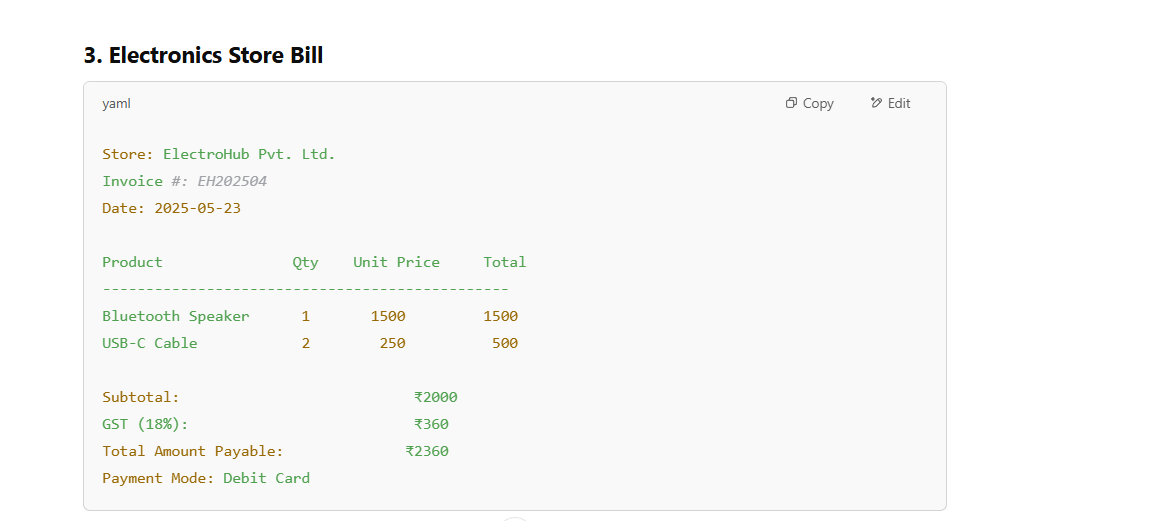 3. Electronics Store Bill
yaml Copy Edit
Store: ElectroHub Pvt. Ltd.
Invoice #: EH202504
Date: 2025-05-23
Product Qty Unit Price Total
-----------------------------------------------
Bluetooth Speaker 1 1500 1500
USB-C Cable 2 250 500
Subtotal: ₹2000
GST (18%): ₹360
Total Amount Payable: ₹2360
Payment Mode: Debit Card